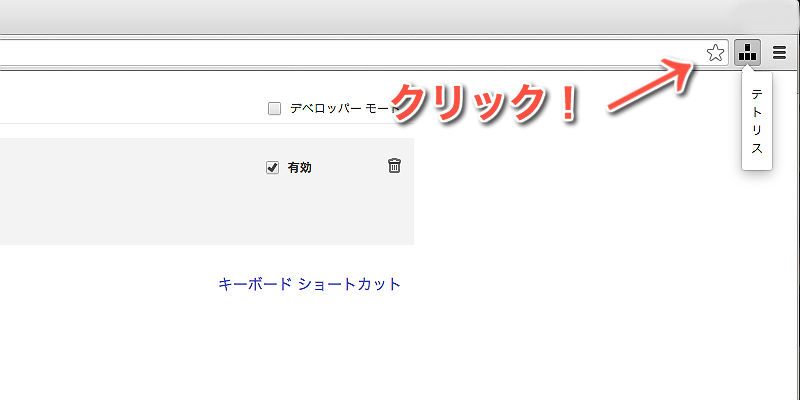 デベロッパー モード
クリック！
テトリス
有効
キーボード ショートカット